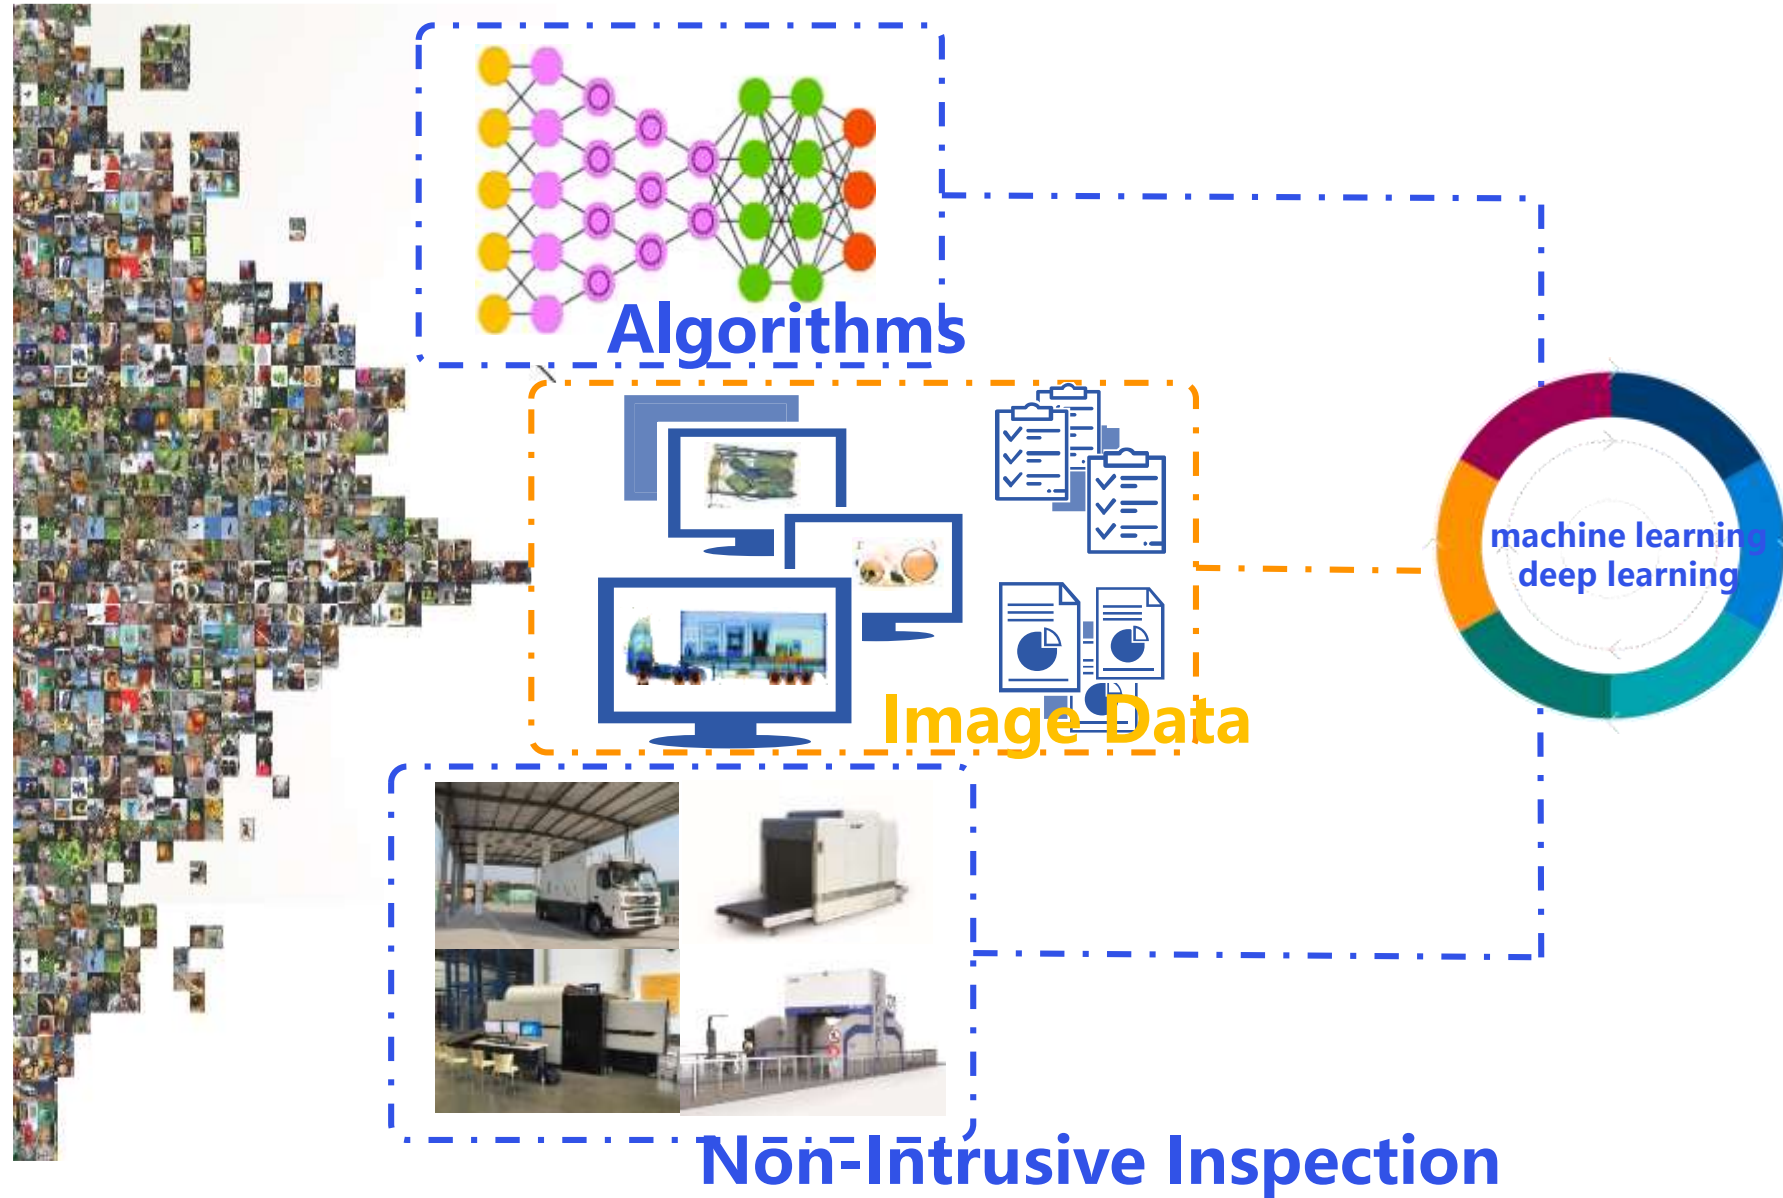 Algorithms
Image Data
machine learning
deep learning
Non-Intrusive Inspection